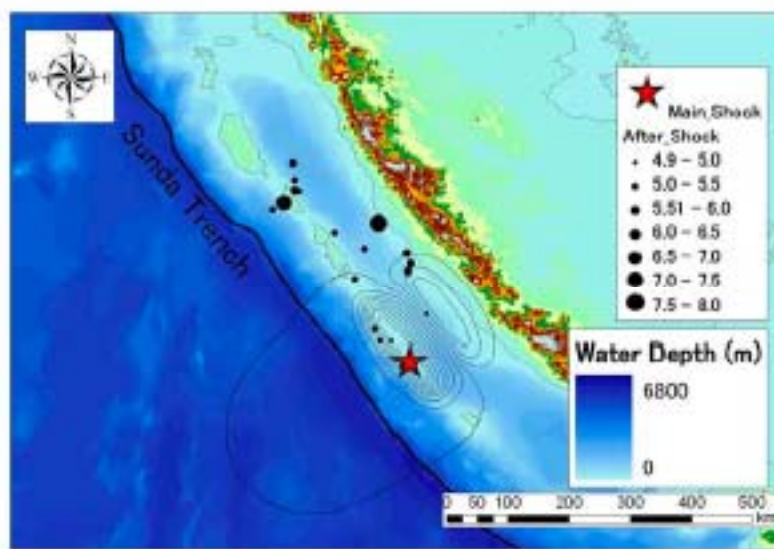 N
W E
S
Sunda Trench
Main_Shock
After_Shock
4.9 - 5.0
5.0 - 5.5
5.51 - 6.0
6.0 - 6.5
6.5 - 7.0
7.0 - 7.5
7.5 - 8.0
Water Depth (m)
6800
0
0 50 100 200 300 400 500
km